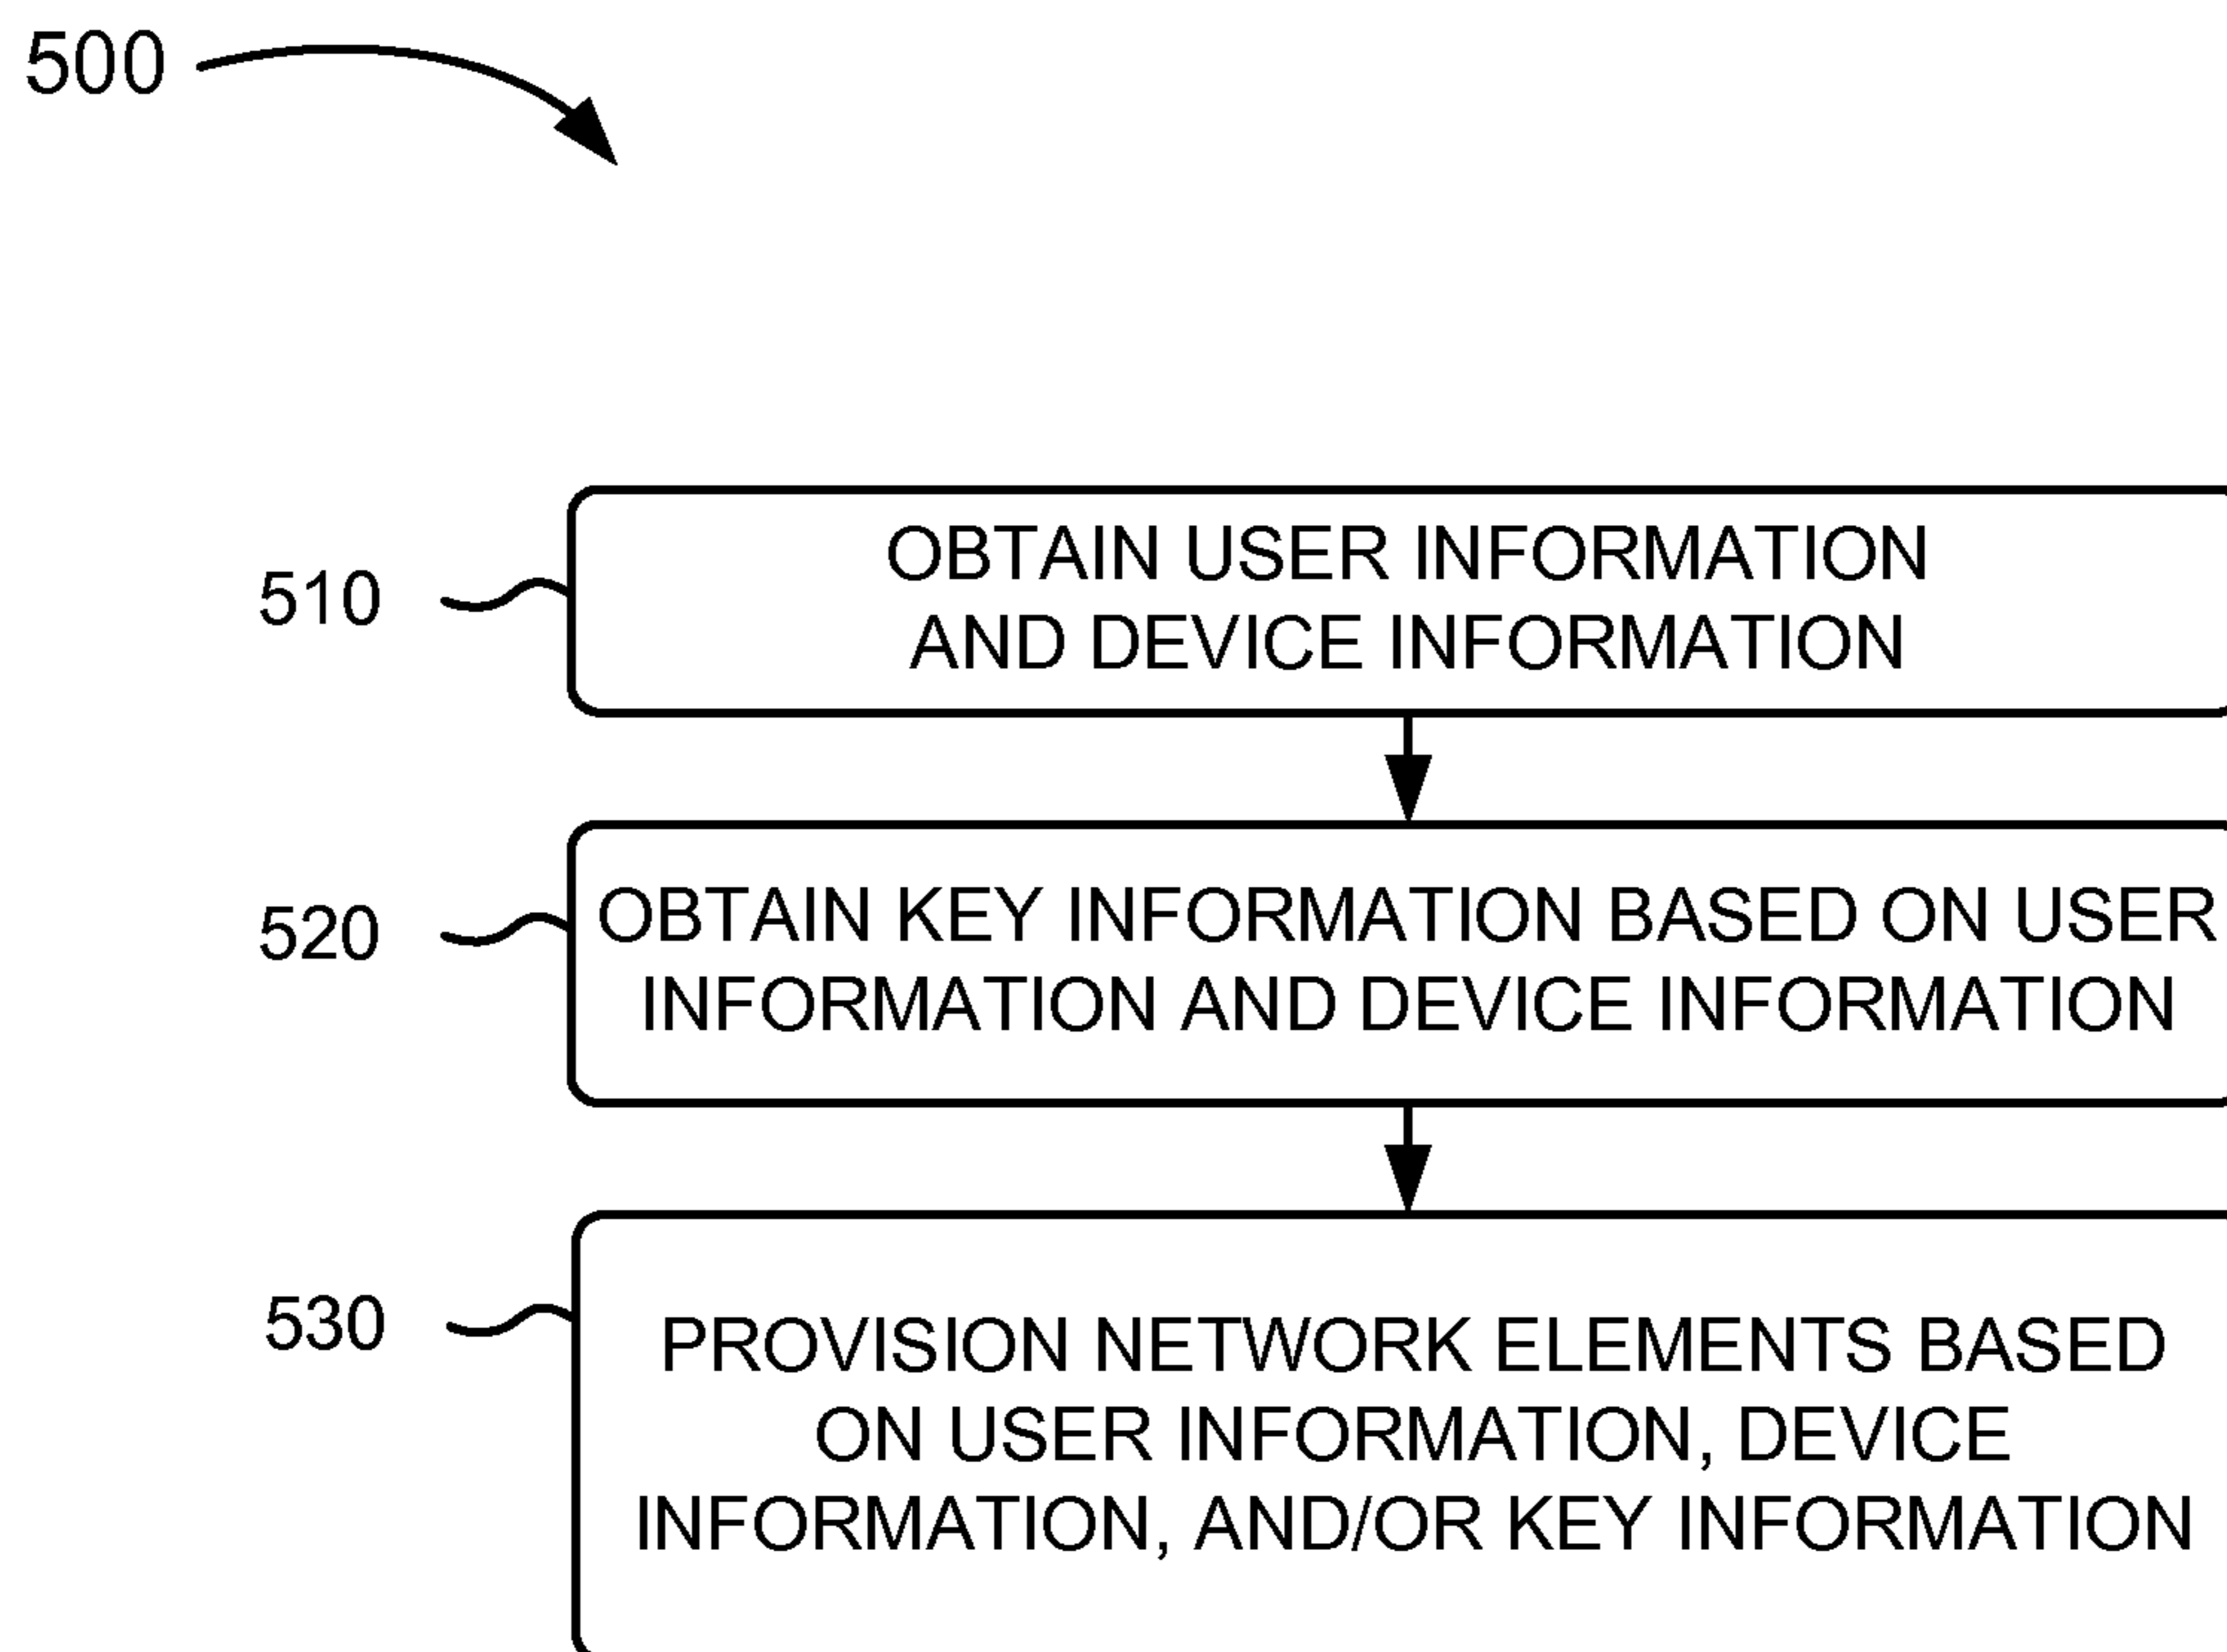 500
510
OBTAIN USER INFORMATION
AND DEVICE INFORMATION
520
OBTAIN KEY INFORMATION BASED ON USER
INFORMATION AND DEVICE INFORMATION
530
PROVISION NETWORK ELEMENTS BASED
ON USER INFORMATION, DEVICE
INFORMATION, AND/OR KEY INFORMATION